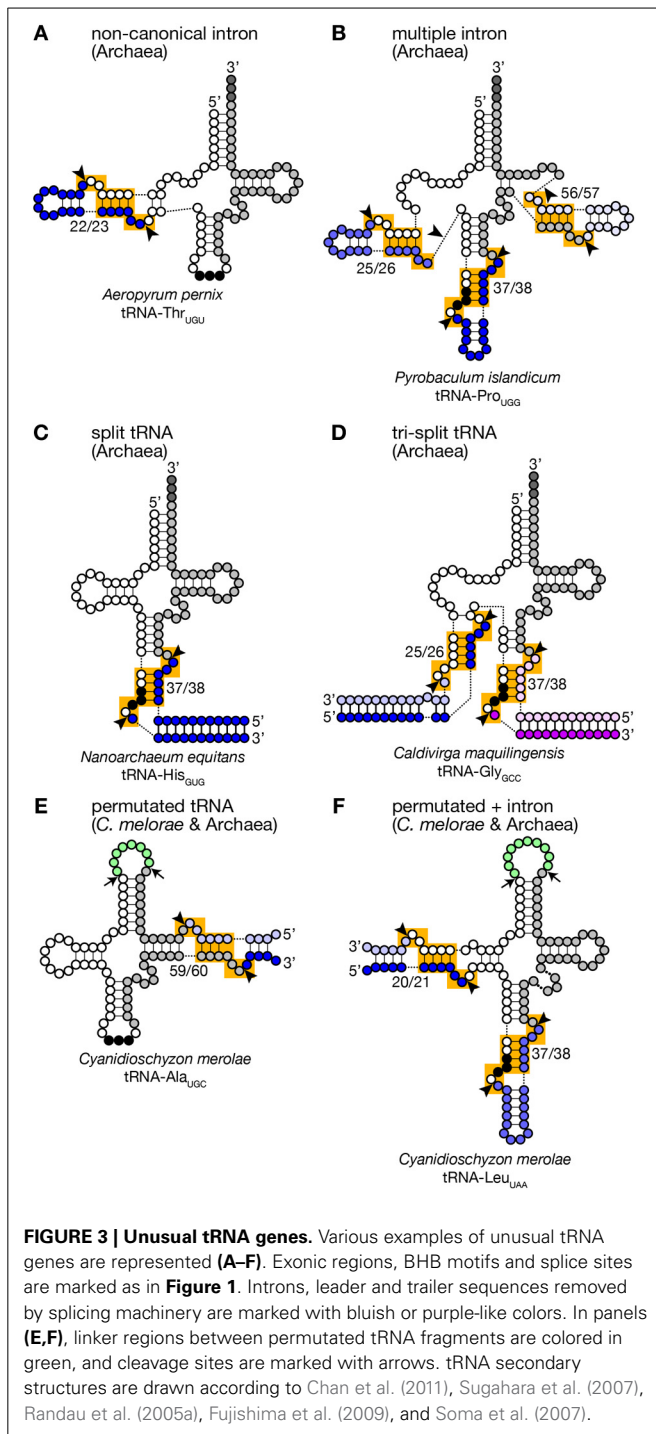 A non-canonical intron
(Archaea)
3'
5'
22/23
Aeropyrum pernix
tRNA-ThrUGU
B multiple intron
(Archaea)
3'
5'
56/57
25/26
37/38
Pyrobaculum islandicum
tRNA-ProUGG
C split tRNA
(Archaea)
3'
5'
37/38
5'
3'
Nanoarchaeum equitans
tRNA-HisGUG
D tri-split tRNA
(Archaea)
3'
5'
25/26
37/38
3'
5'
5'
3'
Caldivirga maquilingensis
tRNA-GlyGCC
E permutated tRNA
(C. melorae & Archaea)
5'
3'
59/60
Cyanidioschyzon merolae
tRNA-AlaUGC
F permutated + intron
(C. melorae & Archaea)
3'
5'
20/21
37/38
Cyanidioschyzon merolae
tRNA-LeuUAA
FIGURE 3 | Unusual tRNA genes. Various examples of unusual tRNA
genes are represented (A–F). Exonic regions, BHB motifs and splice sites
are marked as in Figure 1. Introns, leader and trailer sequences removed
by splicing machinery are marked with bluish or purple-like colors. In panels
(E,F), linker regions between permutated tRNA fragments are colored in
green, and cleavage sites are marked with arrows. tRNA secondary
structures are drawn according to Chan et al. (2011), Sugahara et al. (2007),
Randau et al. (2005a), Fujishima et al. (2009), and Soma et al. (2007).